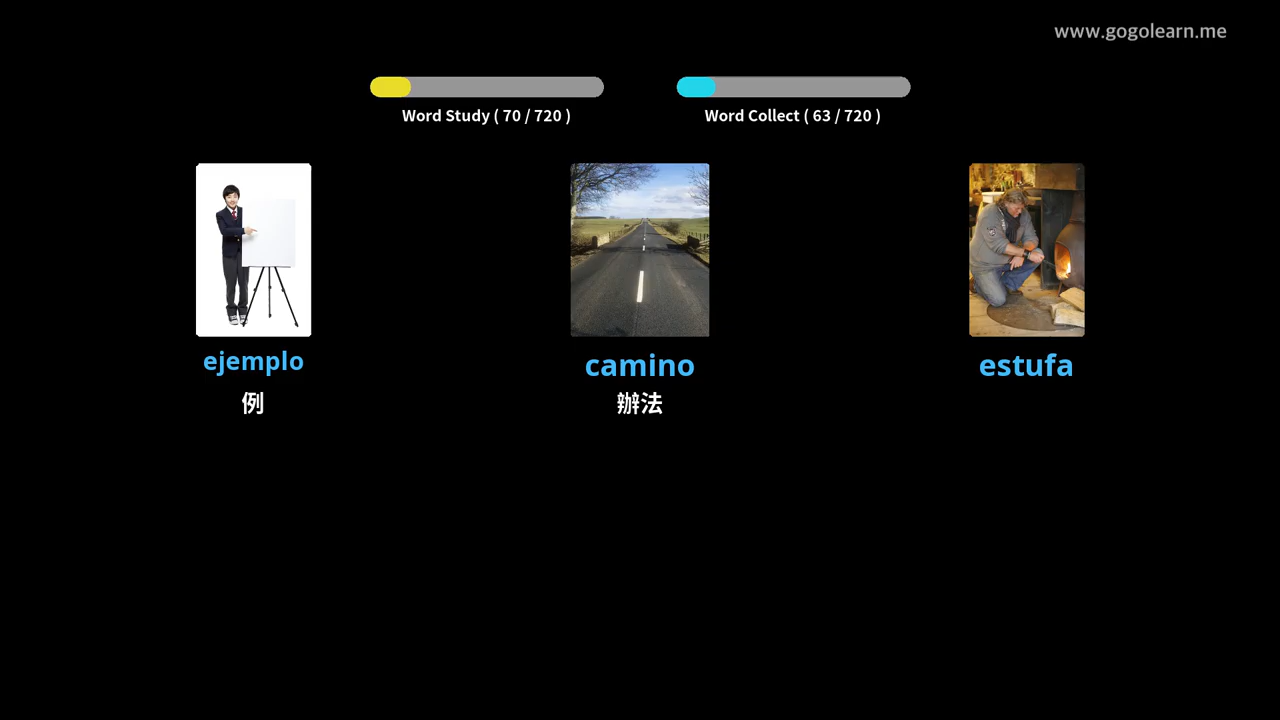 www.gogolearn.me
Word Study ( 70 / 720 )
Word Collect ( 63 / 720 )
ejemplo
camino
estufa
例
辦法